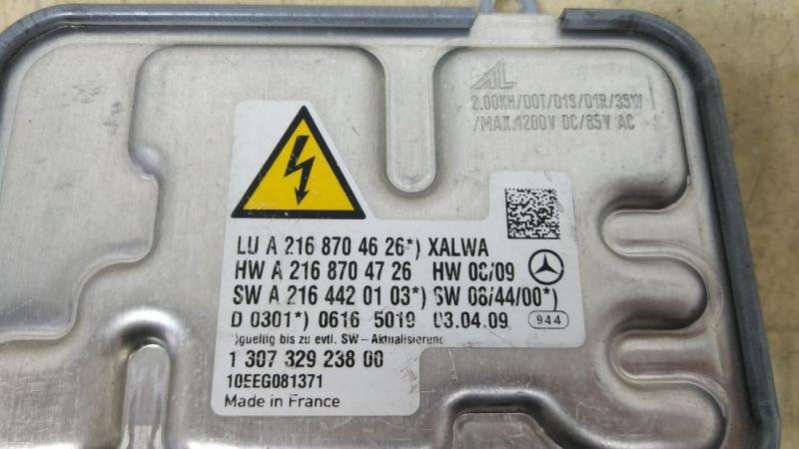 AL
2.00KH/DOT/D1S/D1R/35W
/MAX.1200V DC/85V AC
LU A 216 870 46 26*) XALWA
HW A 216 870 47 26 HW 08/09
SW A 216 442 01 03*) SW 08/44/00*)
D 0301*) 0616 5019 03.04.09 944
*)gueltig bis zu evtl. SW-Aktualisierung
1 307 329 238 00
10EEG081371
Made in France